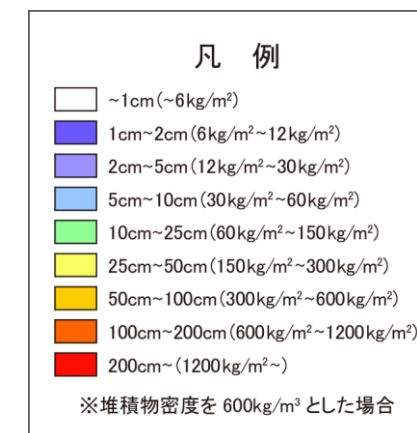 凡 例
~1cm(~6kg/m²)
1cm~2cm(6kg/m²~12kg/m²)
2cm~5cm(12kg/m²~30kg/m²)
5cm~10cm(30kg/m²~60kg/m²)
10cm~25cm(60kg/m²~150kg/m²)
25cm~50cm(150kg/m²~300kg/m²)
50cm~100cm(300kg/m²~600kg/m²)
100cm~200cm(600kg/m²~1200kg/m²)
200cm~(1200kg/m²~)
※堆積物密度を 600kg/m³ とした場合